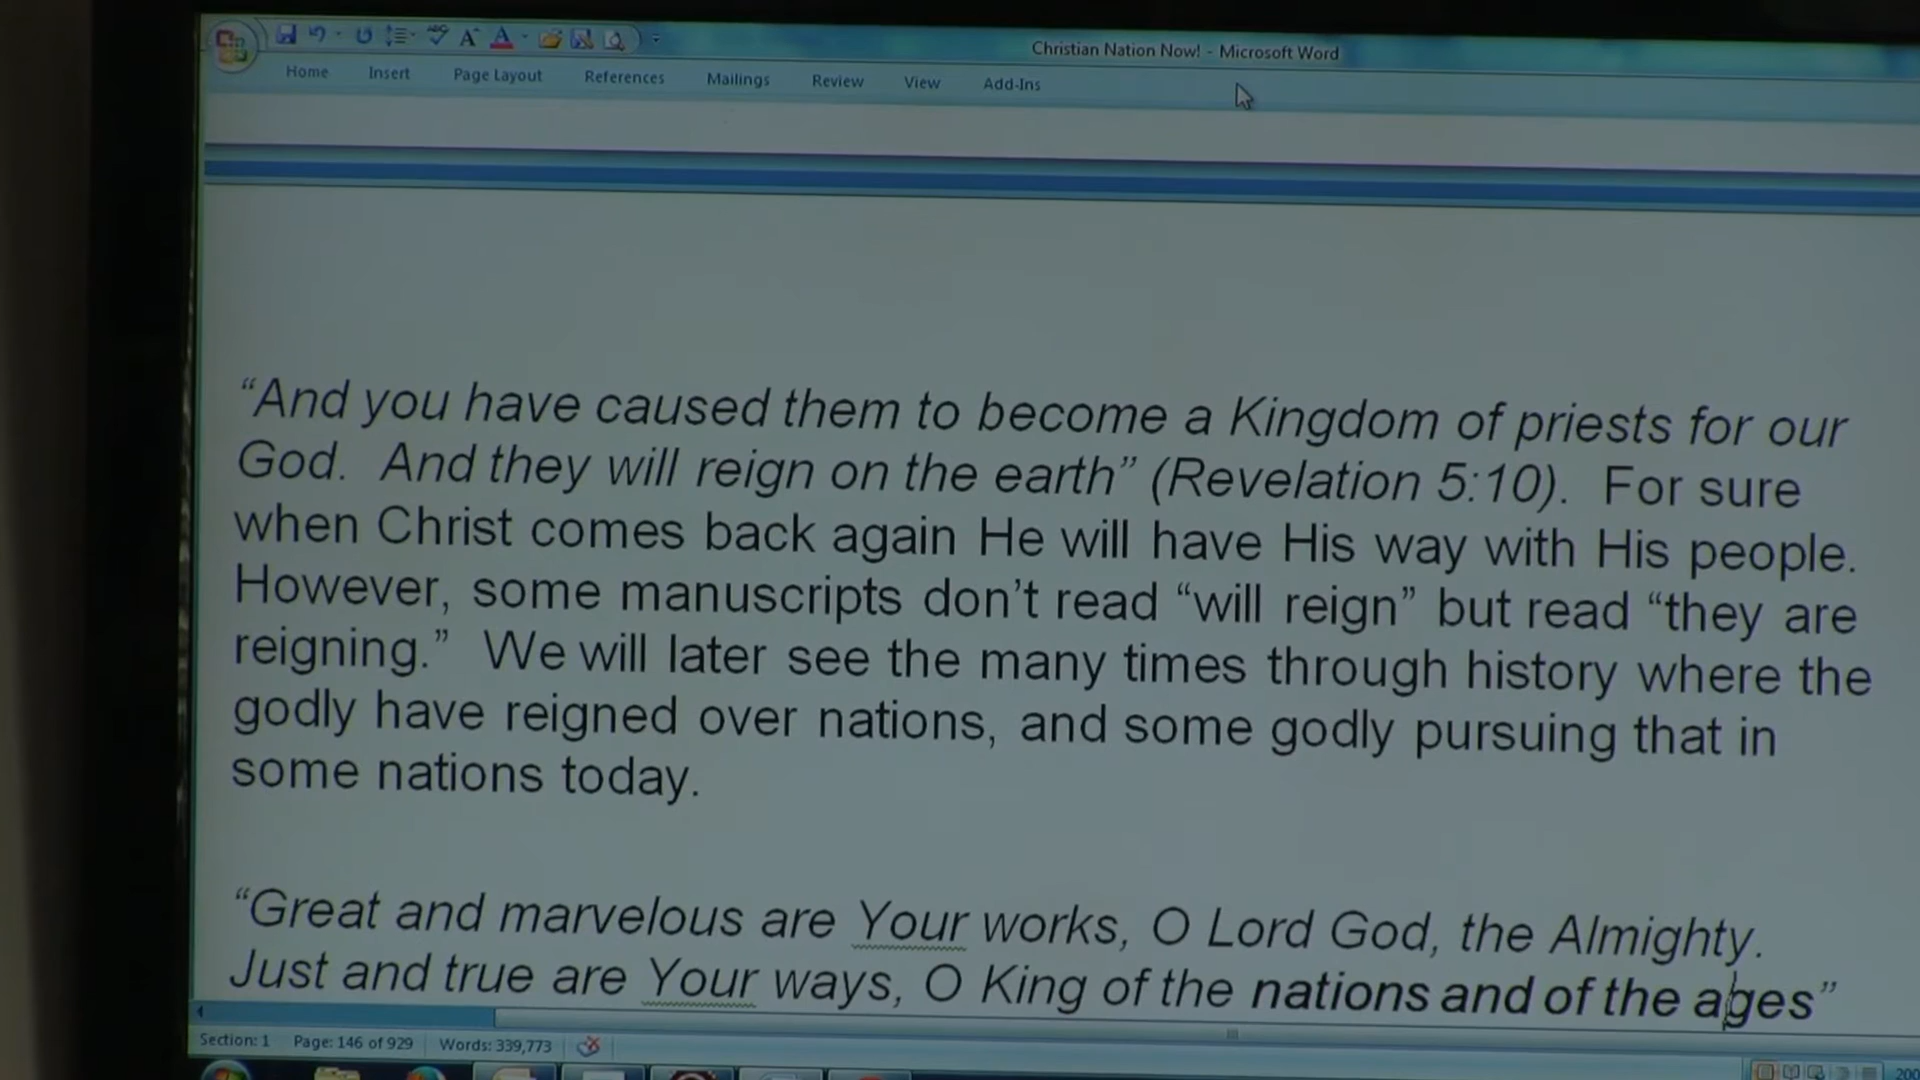 Christian Nation Now! - Microsoft Word
Home Insert Page Layout References Mailings Review View Add-Ins
“And you have caused them to become a Kingdom of priests for our
God. And they will reign on the earth” (Revelation 5:10). For sure
when Christ comes back again He will have His way with His people.
However, some manuscripts don’t read “will reign” but read “they are
reigning.” We will later see the many times through history where the
godly have reigned over nations, and some godly pursuing that in
some nations today.
“Great and marvelous are Your works, O Lord God, the Almighty.
Just and true are Your ways, O King of the nations and of the ages”
Section: 1 Page: 146 of 929 Words: 339,773